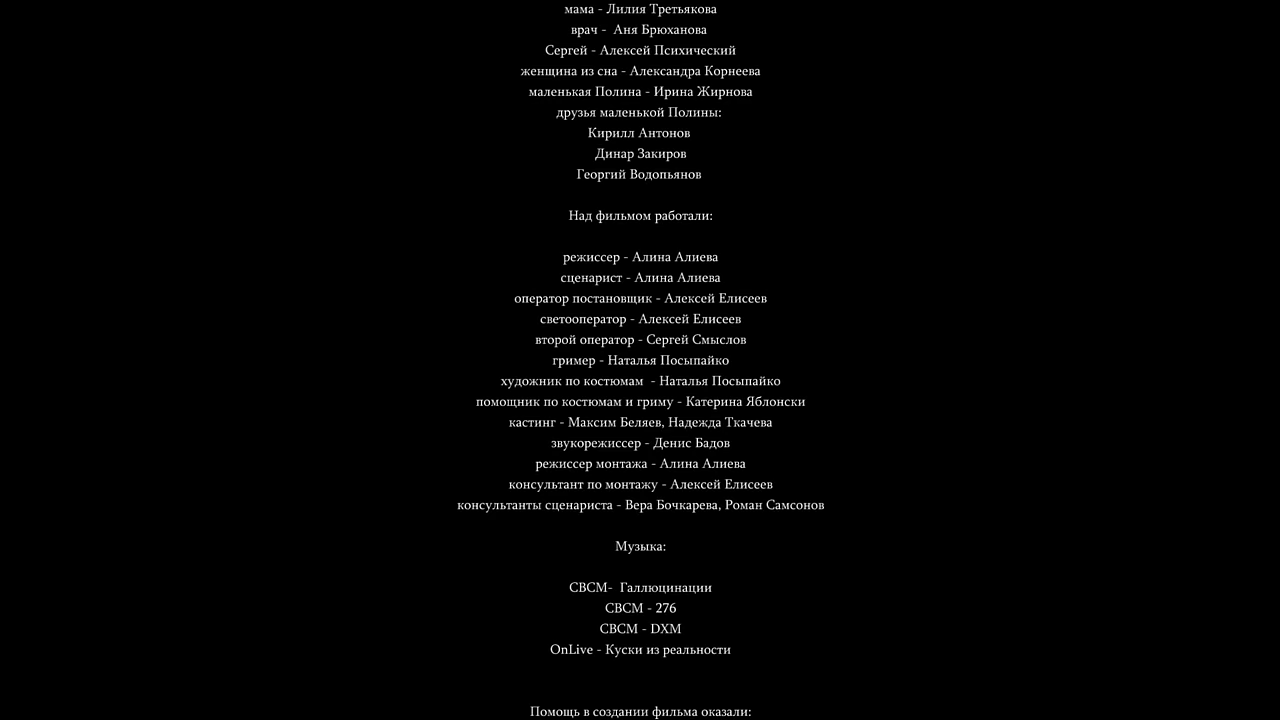 мама - Лилия Третьякова
врач -  Аня Брюханова
Сергей - Алексей Психический
женщина из сна - Александра Корнеева
маленькая Полина - Ирина Жирнова
друзья маленькой Полины:
Кирилл Антонов
Динар Закиров
Георгий Водопьянов
Над фильмом работали:
режиссер - Алина Алиева
сценарист - Алина Алиева
оператор постановщик - Алексей Елисеев
светооператор - Алексей Елисеев
второй оператор - Сергей Смыслов
гример - Наталья Посыпайко
художник по костюмам  - Наталья Посыпайко
помощник по костюмам и гриму - Катерина Яблонски
кастинг - Максим Беляев, Надежда Ткачева
звукорежиссер - Денис Бадов
режиссер монтажа - Алина Алиева
консультант по монтажу - Алексей Елисеев
консультанты сценариста - Вера Бочкарева, Роман Самсонов
Музыка:
СВСМ-  Галлюцинации
СВСМ - 276
СВСМ - DXM
OnLive - Куски из реальности
Помощь в создании фильма оказали: